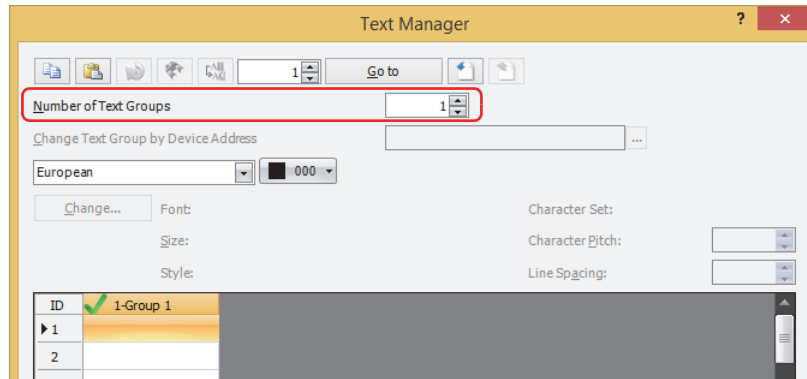 Text Manager
? ×
1 Go to
Number of Text Groups 1
Change Text Group by Device Address ...
European 000
Change... Font: Character Set:
Size: Character Pitch:
Style: Line Spacing:
ID 1-Group 1
1
2